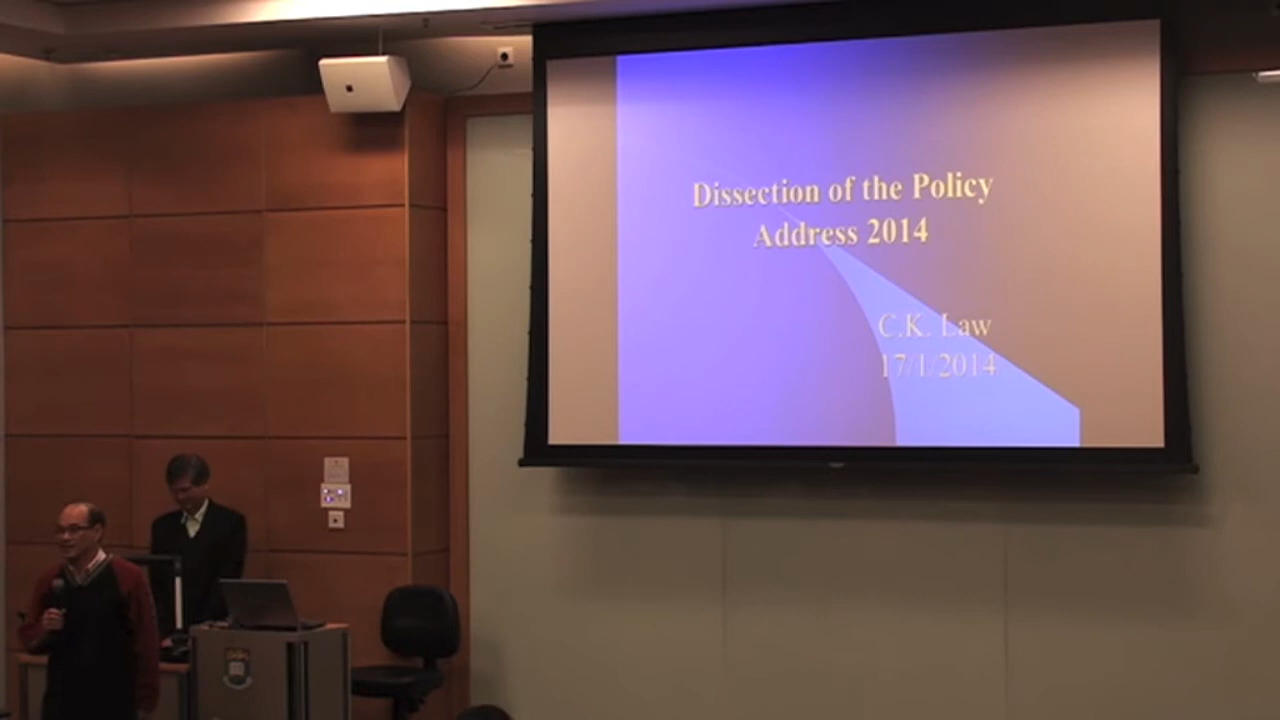 Dissection of the Policy
Address 2014
C.K. Law
17/1/2014